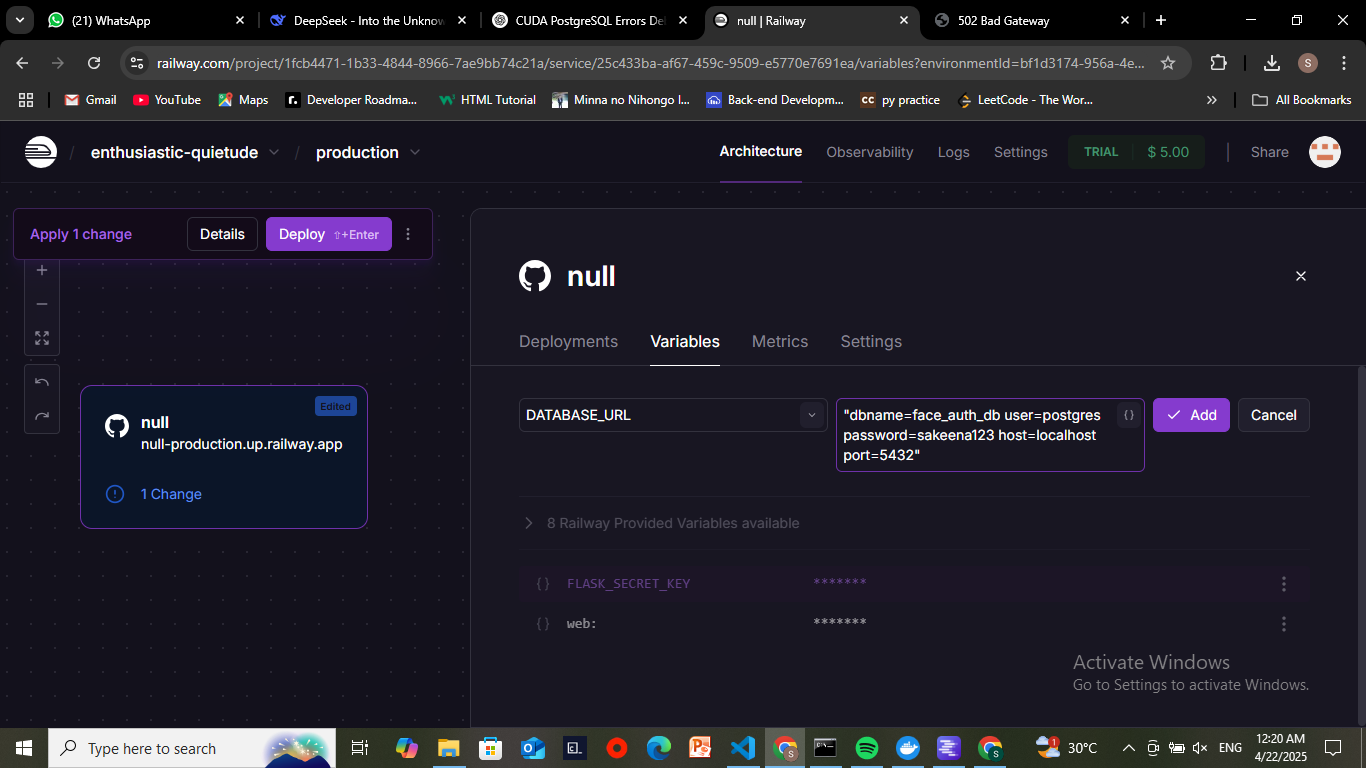 (21) WhatsApp
DeepSeek - Into the Unknow
CUDA PostgreSQL Errors De
null | Railway
502 Bad Gateway
railway.com/project/1fcb4471-1b33-4844-8966-7ae9bb74c21a/service/25c433ba-af67-459c-9509-e5770e7691ea/variables?environmentId=bf1d3174-956a-4e...
S
Gmail
YouTube
Maps
Developer Roadma...
HTML Tutorial
Minna no Nihongo I...
Back-end Developm...
CC py practice
LeetCode - The Wor...
All Bookmarks
enthusiastic-quietude
production
Architecture
Observability
Logs
Settings
TRIAL
$ 5.00
Share
Apply 1 change
Details
Deploy ⇧+Enter
null
Deployments
Variables
Metrics
Settings
Edited
null
null-production.up.railway.app
1 Change
DATABASE_URL
"dbname=face_auth_db user=postgres
password=sakeena123 host=localhost
port=5432"
{}
Add
Cancel
8 Railway Provided Variables available
{} FLASK_SECRET_KEY *******
{} web: *******
Activate Windows
Go to Settings to activate Windows.
Type here to search
30°C
ENG
12:20 AM
4/22/2025